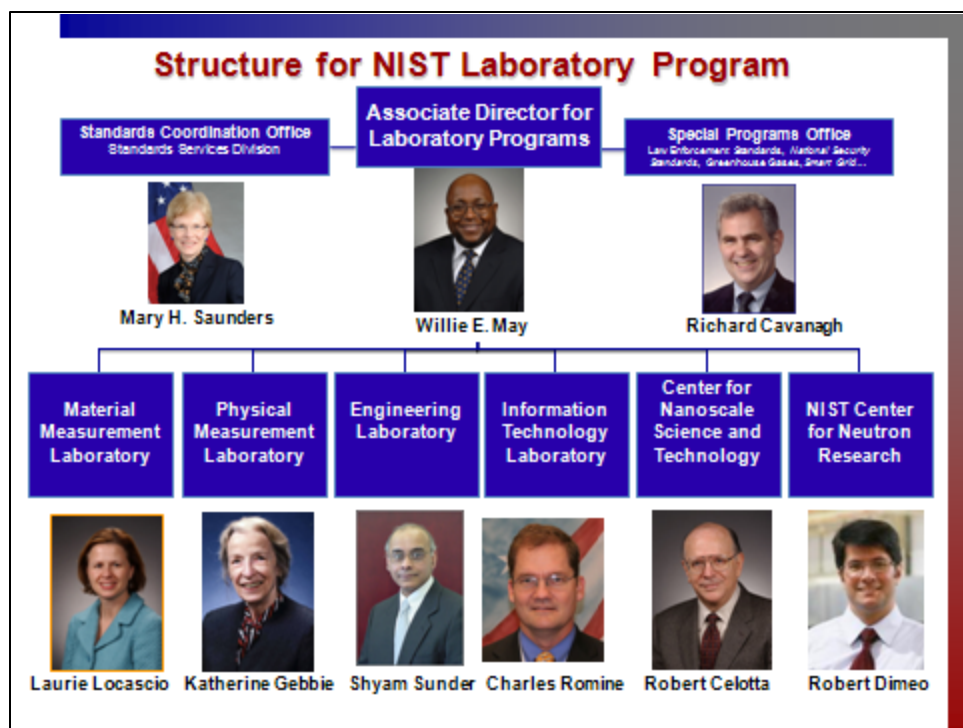 Structure for NIST Laboratory Program
Associate Director for
Laboratory Programs
Standards Coordination Office
Standards Services Division
Special Programs Office
Law Enforcement Standards, National Security
Standards, Greenhouse Gases, Smart Grid...
Mary H. Saunders
Willie E. May
Richard Cavanagh
Material
Measurement
Laboratory
Physical
Measurement
Laboratory
Engineering
Laboratory
Information
Technology
Laboratory
Center for
Nanoscale
Science and
Technology
NIST Center
for Neutron
Research
Laurie Locascio
Katherine Gebbie
Shyam Sunder
Charles Romine
Robert Celotta
Robert Dimeo